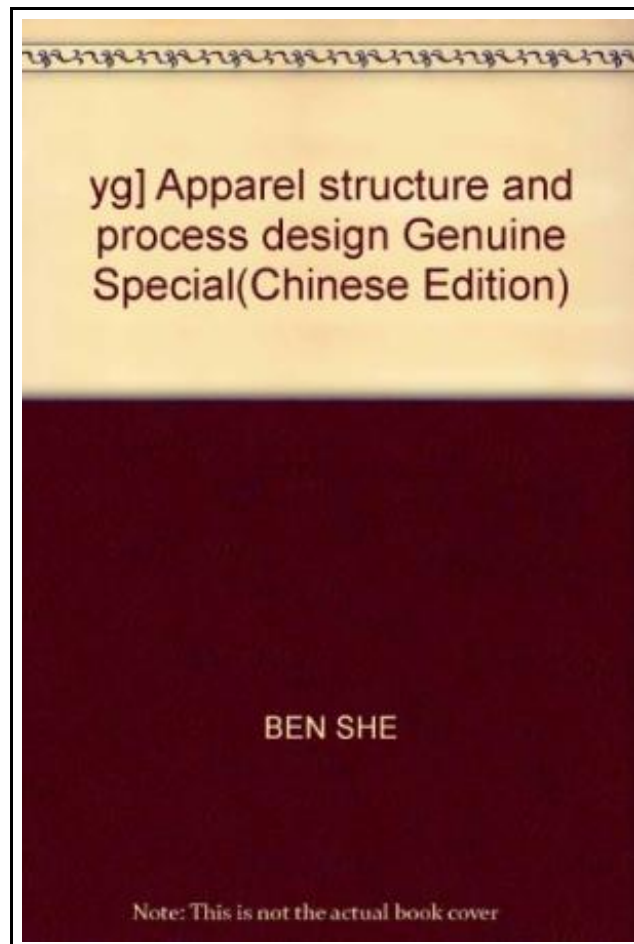 yg] Apparel structure and
process design Genuine
Special(Chinese Edition)
BEN SHE
Note: This is not the actual book cover